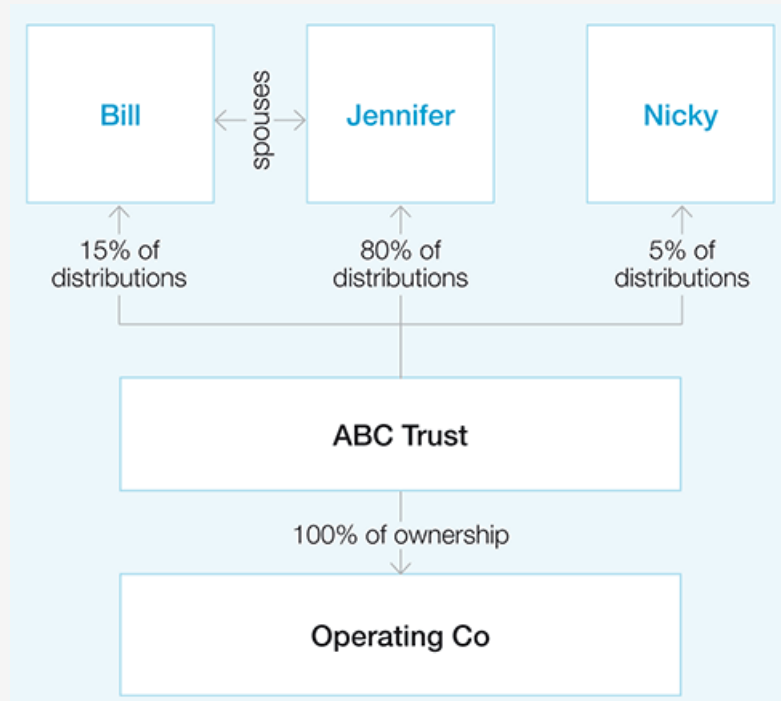 Bill
spouses
Jennifer
Nicky
15% of
distributions
80% of
distributions
5% of
distributions
ABC Trust
100% of ownership
Operating Co